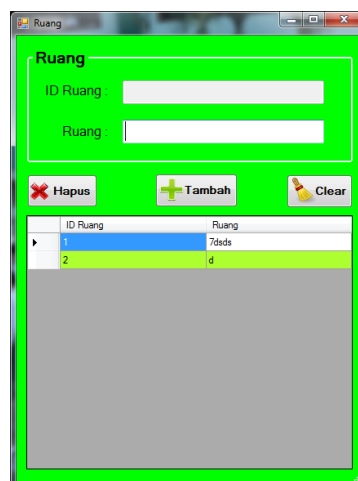 Ruang
Ruang
ID Ruang :
Ruang :
Hapus
Tambah
Clear
ID Ruang Ruang
1 7dsds
2 d